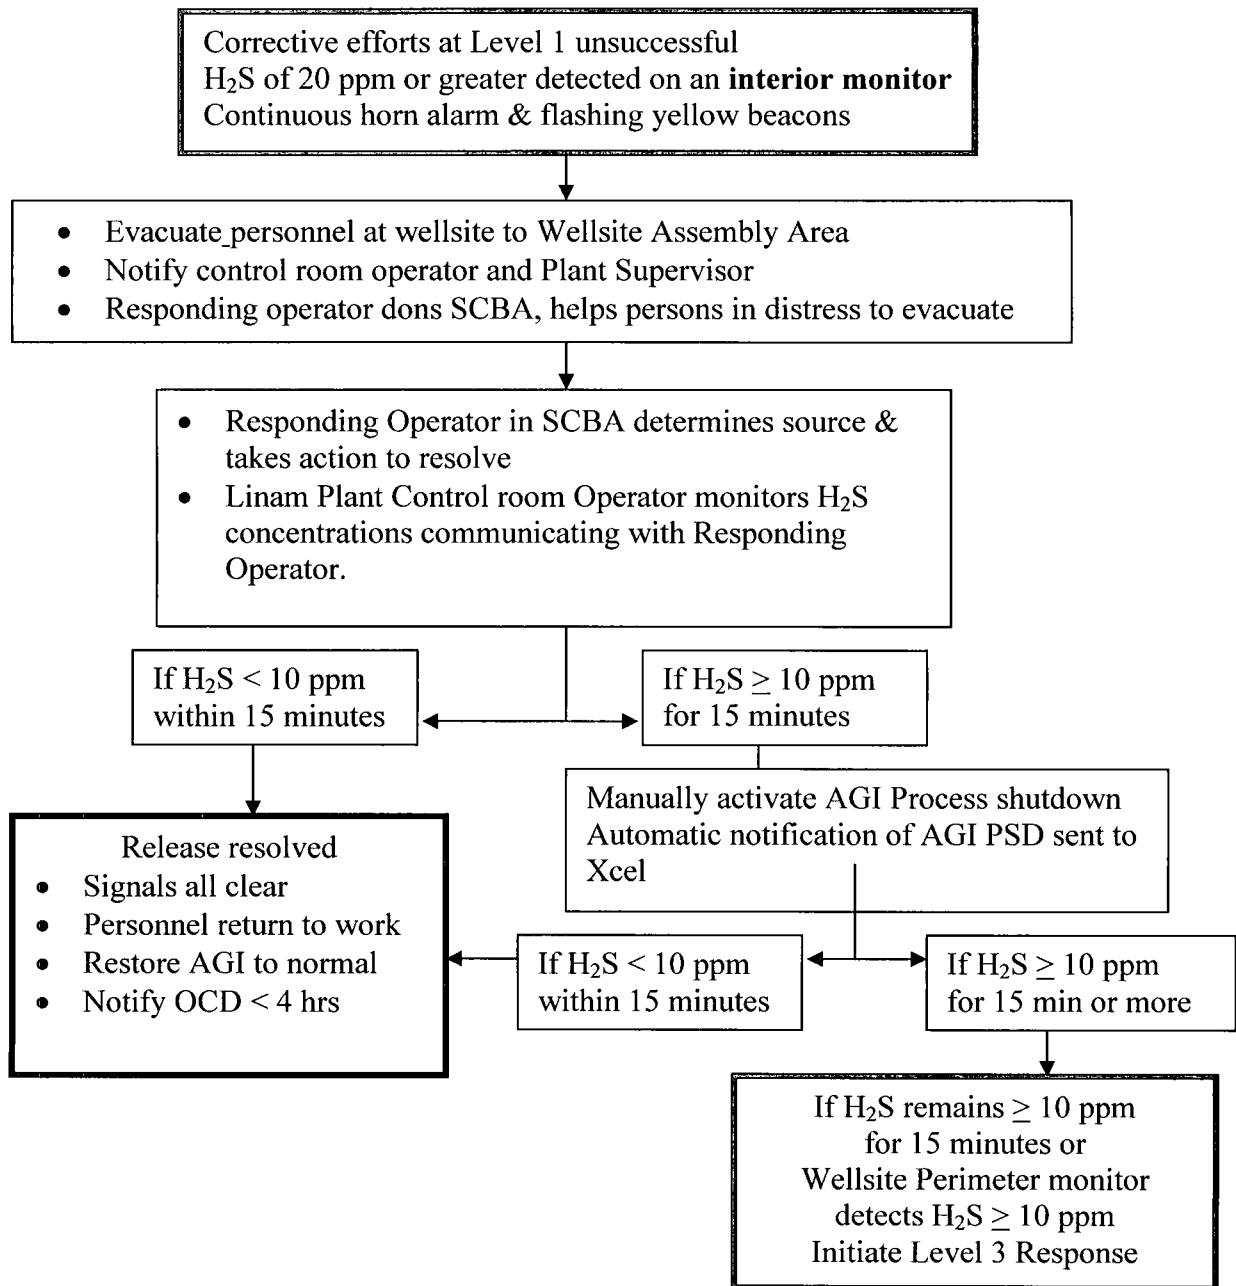 Corrective efforts at Level 1 unsuccessful
H₂S of 20 ppm or greater detected on an interior monitor
Continuous horn alarm & flashing yellow beacons
• Evacuate personnel at wellsite to Wellsite Assembly Area
• Notify control room operator and Plant Supervisor
• Responding operator dons SCBA, helps persons in distress to evacuate
• Responding Operator in SCBA determines source &
takes action to resolve
• Linam Plant Control room Operator monitors H₂S
concentrations communicating with Responding
Operator.
If H₂S < 10 ppm
within 15 minutes
If H₂S ≥ 10 ppm
for 15 minutes
Manually activate AGI Process shutdown
Automatic notification of AGI PSD sent to
Xcel
Release resolved
• Signals all clear
• Personnel return to work
• Restore AGI to normal
• Notify OCD < 4 hrs
If H₂S < 10 ppm
within 15 minutes
If H₂S ≥ 10 ppm
for 15 min or more
If H₂S remains ≥ 10 ppm
for 15 minutes or
Wellsite Perimeter monitor
detects H₂S ≥ 10 ppm
Initiate Level 3 Response